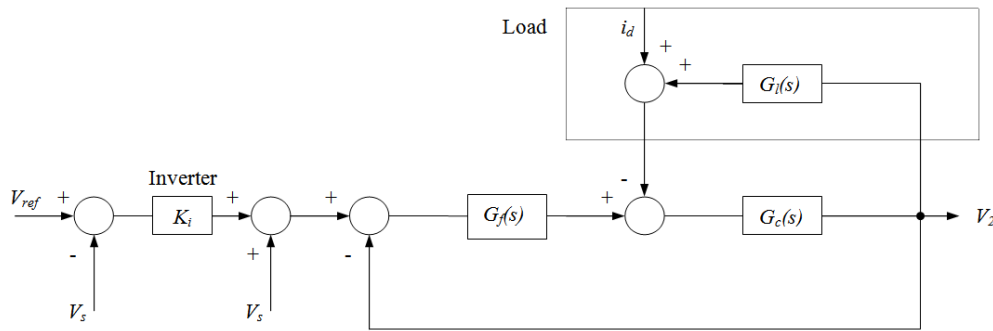 Load
i_d
+
+
G_l(s)
Inverter
V_ref
+
K_i
+
+
G_f(s)
+
-
G_c(s)
V_2
-
+
-
V_s
V_s